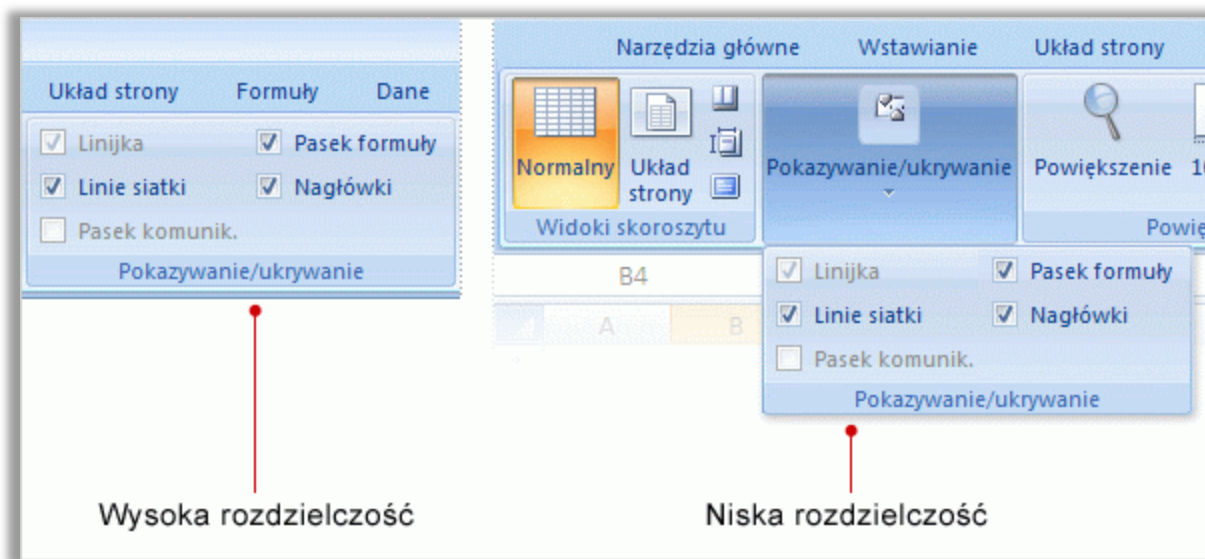 Układ strony Formuły Dane
Linijka Pasek formuły
Linie siatki Nagłówki
Pasek komunik.
Pokazywanie/ukrywanie
Wysoka rozdzielczość
Narzędzia główne Wstawianie Układ strony
Normalny Układ strony Pokazywanie/ukrywanie Powiększenie
Widoki skoroszytu
B4
A B
Linijka Pasek formuły
Linie siatki Nagłówki
Pasek komunik.
Pokazywanie/ukrywanie
Niska rozdzielczość